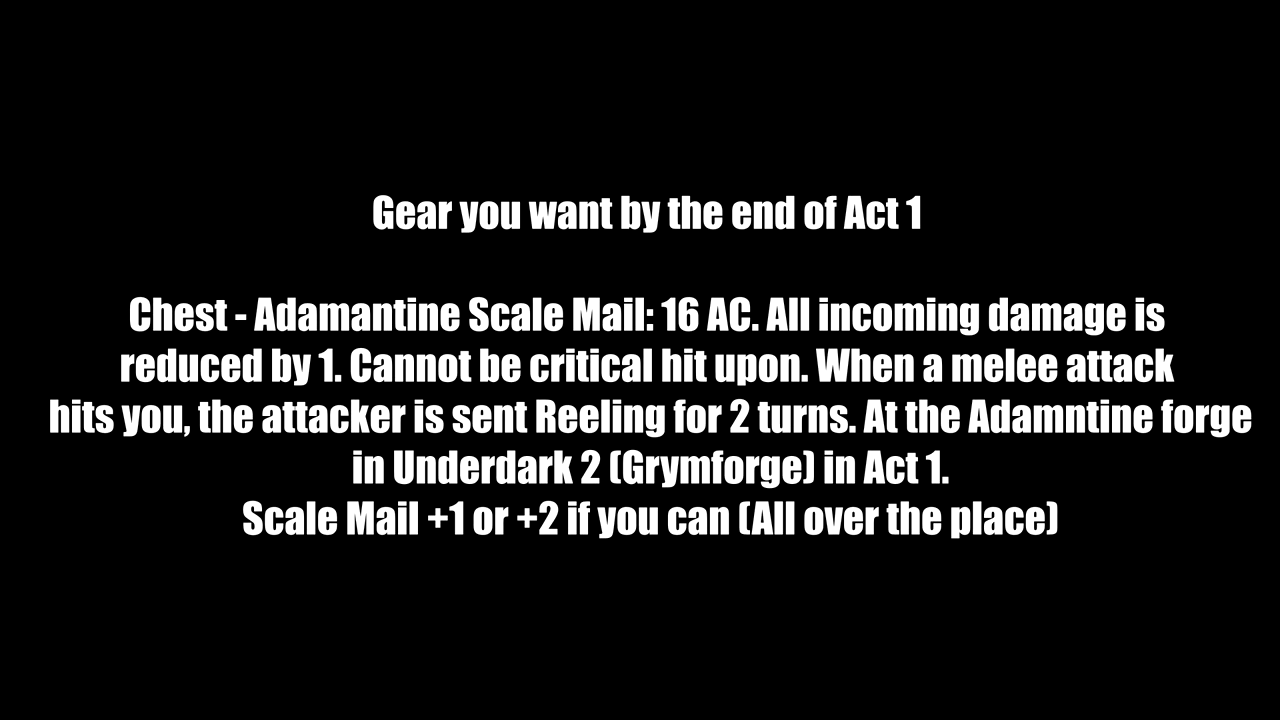 Gear you want by the end of Act 1
Chest - Adamantine Scale Mail: 16 AC. All incoming damage is
reduced by 1. Cannot be critical hit upon. When a melee attack
hits you, the attacker is sent Reeling for 2 turns. At the Adamntine forge
in Underdark 2 (Grymforge) in Act 1.
Scale Mail +1 or +2 if you can (All over the place)